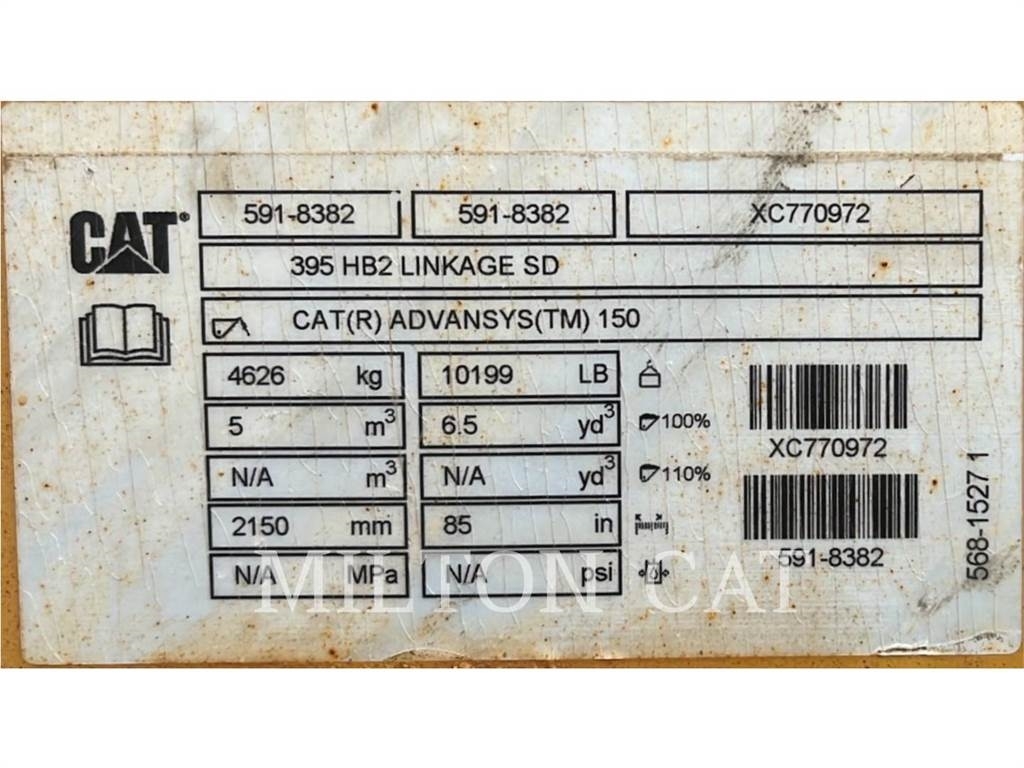 CAT®
591-8382 591-8382 XC770972
395 HB2 LINKAGE SD
CAT(R) ADVANSYS(TM) 150
4626 kg 10199 LB
5 m³ 6.5 yd³ 100%
N/A m³ N/A yd³ 110%
2150 mm 85 in
N/A MPa N/A psi
XC770972
591-8382
568-1527 1
MILTON CAT